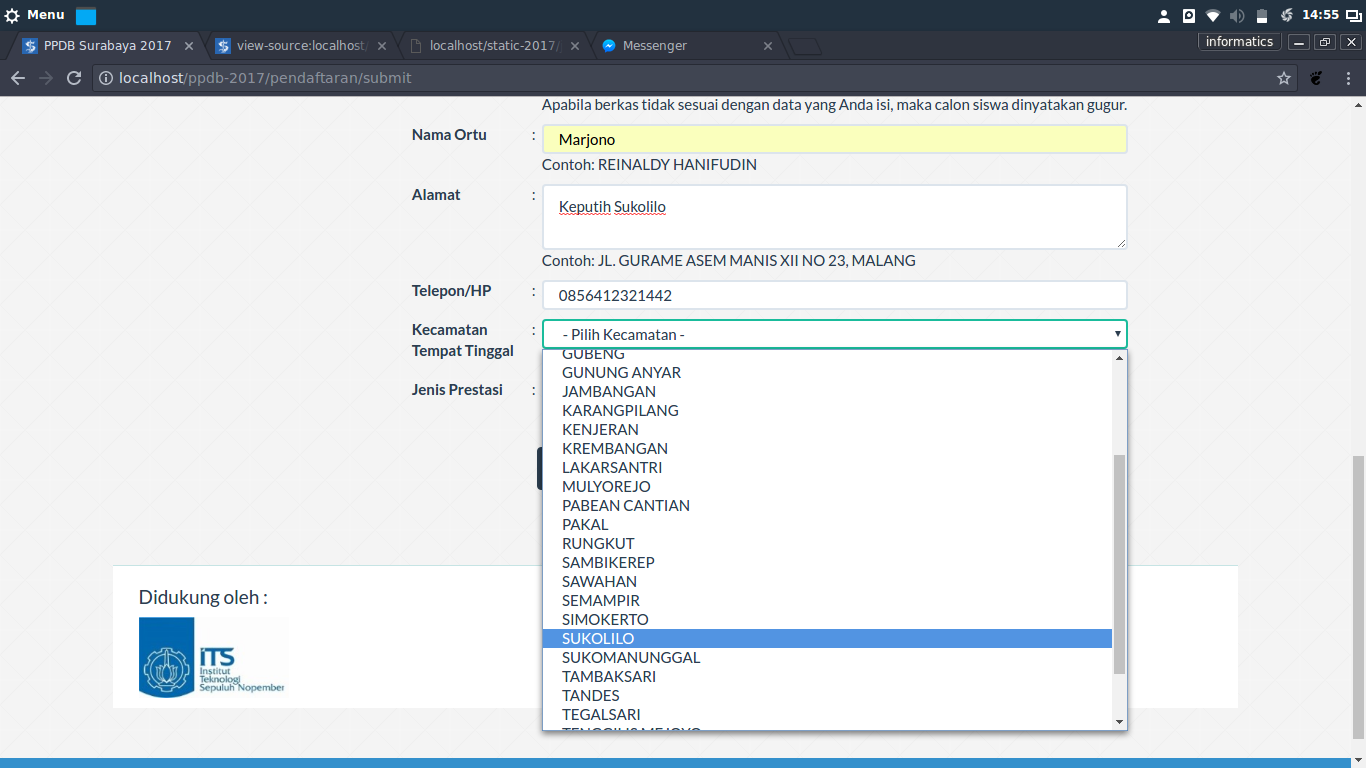 Menu
14:55
PPDB Surabaya 2017
view-source:localhost/
localhost/static-2017/
Messenger
informatics
localhost/ppdb-2017/pendaftaran/submit
Apabila berkas tidak sesuai dengan data yang Anda isi, maka calon siswa dinyatakan gugur.
Nama Ortu : Marjono
Contoh: REINALDY HANIFUDIN
Alamat : Keputih Sukolilo
Contoh: JL. GURAME ASEM MANIS XII NO 23, MALANG
Telepon/HP : 0856412321442
Kecamatan : - Pilih Kecamatan -
Tempat Tinggal
GUBENG
GUNUNG ANYAR
JAMBANGAN
Jenis Prestasi :
KARANGPILANG
KENJERAN
KREMBANGAN
LAKARSANTRI
MULYOREJO
PABEAN CANTIAN
PAKAL
RUNGKUT
SAMBIKEREP
SAWAHAN
SEMAMPIR
SIMOKERTO
SUKOLILO
SUKOMANUNGGAL
TAMBAKSARI
TANDES
TEGALSARI
Didukung oleh :
ITS
Institut
Teknologi
Sepuluh Nopember